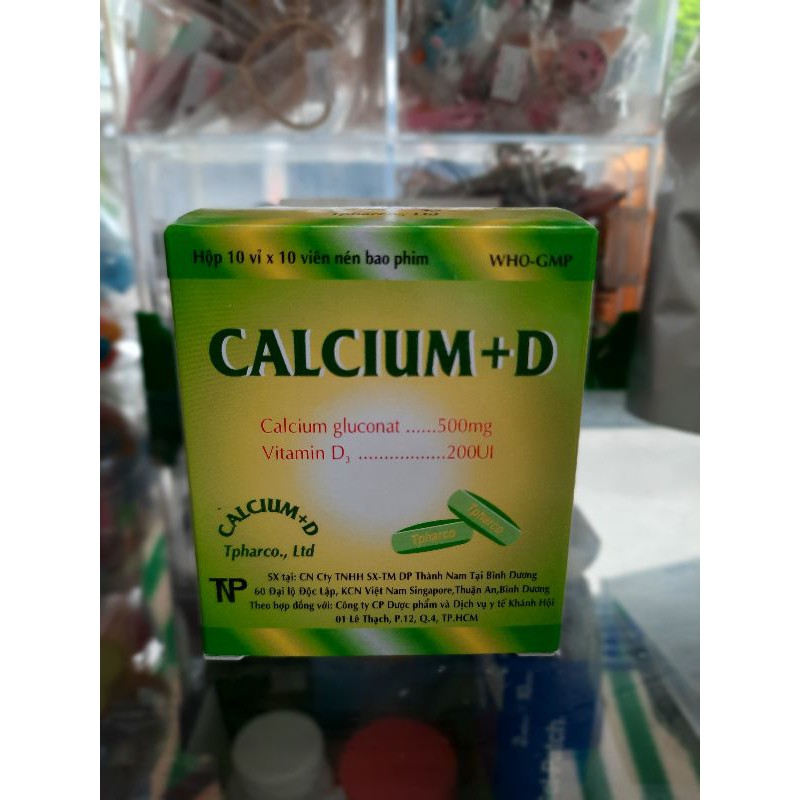 Tpharco., Ltd
Hộp 10 vỉ x 10 viên nén bao phim
WHO-GMP
CALCIUM+D
Calcium gluconat ......500mg
Vitamin D₃ .................200UI
CALCIUM+D
Tpharco., Ltd
Tpharco
Tpharco
TNP
SX tại: CN Cty TNHH SX-TM DP Thành Nam Tại Bình Dương
60 Đại lộ Độc Lập, KCN Việt Nam Singapore,Thuận An,Bình Dương
Theo hợp đồng với: Công ty CP Dược phẩm và Dịch vụ y tế Khánh Hội
01 Lê Thạch, P.12, Q.4, TP.HCM